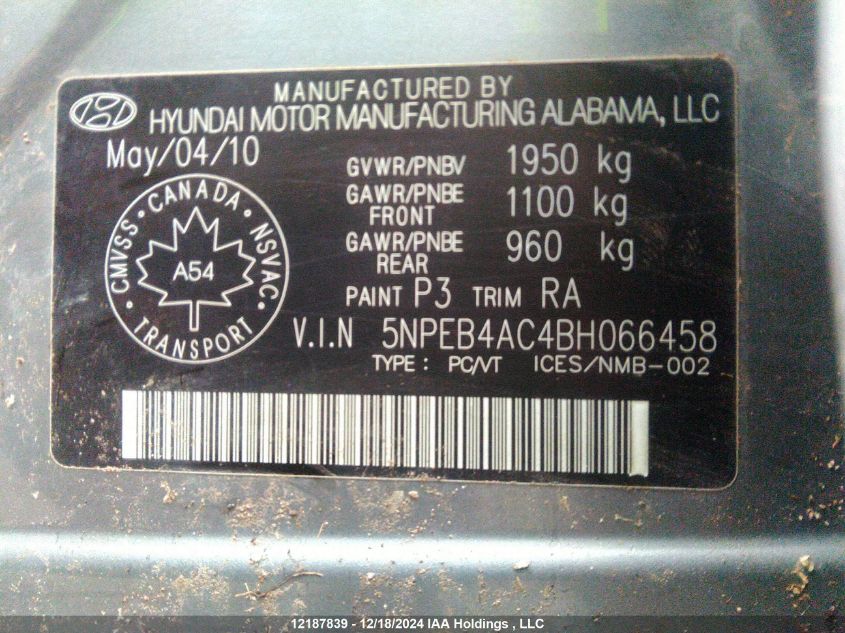 MANUFACTURED BY
HYUNDAI MOTOR MANUFACTURING ALABAMA, LLC
May/04/10
GVWR/PNBV 1950 kg
GAWR/PNBE FRONT 1100 kg
GAWR/PNBE REAR 960 kg
CMVSS · CANADA · NSVAC · TRANSPORT ·
A54
PAINT P3 TRIM RA
V.I.N 5NPEB4AC4BH066458
TYPE: PC/VT ICES/NMB-002
12187839 - 12/18/2024 IAA Holdings , LLC